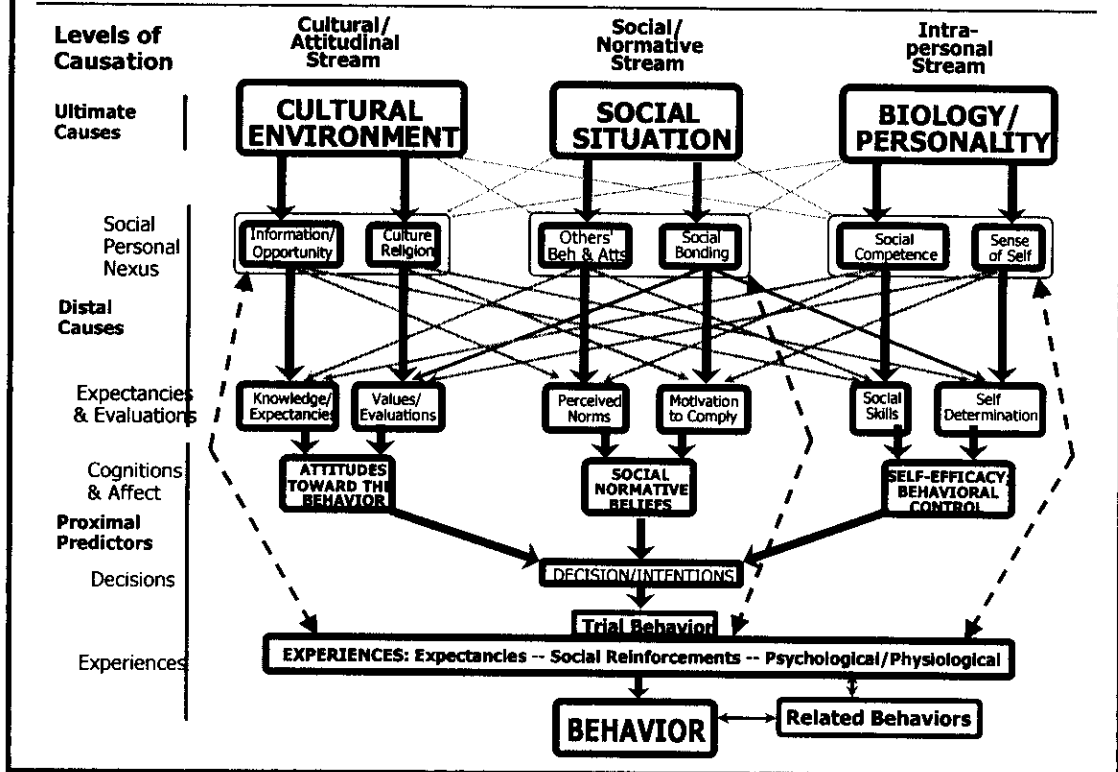 Levels of
Causation
Cultural/
Attitudinal
Stream
Social/
Normative
Stream
Intra-
personal
Stream
Ultimate
Causes
CULTURAL
ENVIRONMENT
SOCIAL
SITUATION
BIOLOGY/
PERSONALITY
Social
Personal
Nexus
Information/
Opportunity
Culture
Religion
Others'
Beh & Atts
Social
Bonding
Social
Competence
Sense
of Self
Distal
Causes
Expectancies
& Evaluations
Knowledge/
Expectancies
Values/
Evaluations
Perceived
Norms
Motivation
to Comply
Social
Skills
Self
Determination
Cognitions
& Affect
ATTITUDES
TOWARD THE
BEHAVIOR
SOCIAL
NORMATIVE
BELIEFS
SELF-EFFICACY
BEHAVIORAL
CONTROL
Proximal
Predictors
Decisions
DECISION/INTENTIONS
Trial Behavior
Experiences
EXPERIENCES: Expectancies -- Social Reinforcements -- Psychological/Physiological
BEHAVIOR
Related Behaviors